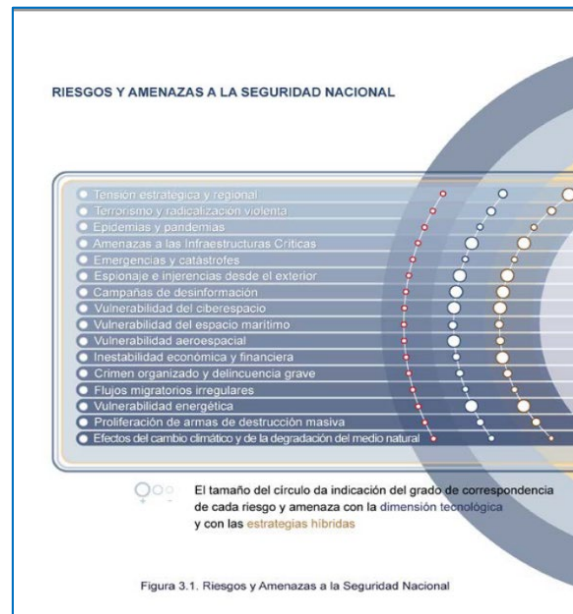 RIESGOS Y AMENAZAS A LA SEGURIDAD NACIONAL
Tensión estratégica y regional
Terrorismo y radicalización violenta
Epidemias y pandemias
Amenazas a las Infraestructuras Críticas
Emergencias y catástrofes
Espionaje e injerencias desde el exterior
Campañas de desinformación
Vulnerabilidad del ciberespacio
Vulnerabilidad del espacio marítimo
Vulnerabilidad aeroespacial
Inestabilidad económica y financiera
Crimen organizado y delincuencia grave
Flujos migratorios irregulares
Vulnerabilidad energética
Proliferación de armas de destrucción masiva
Efectos del cambio climático y de la degradación del medio natural
El tamaño del círculo da indicación del grado de correspondencia
de cada riesgo y amenaza con la dimensión tecnológica
y con las estrategias híbridas
Figura 3.1. Riesgos y Amenazas a la Seguridad Nacional